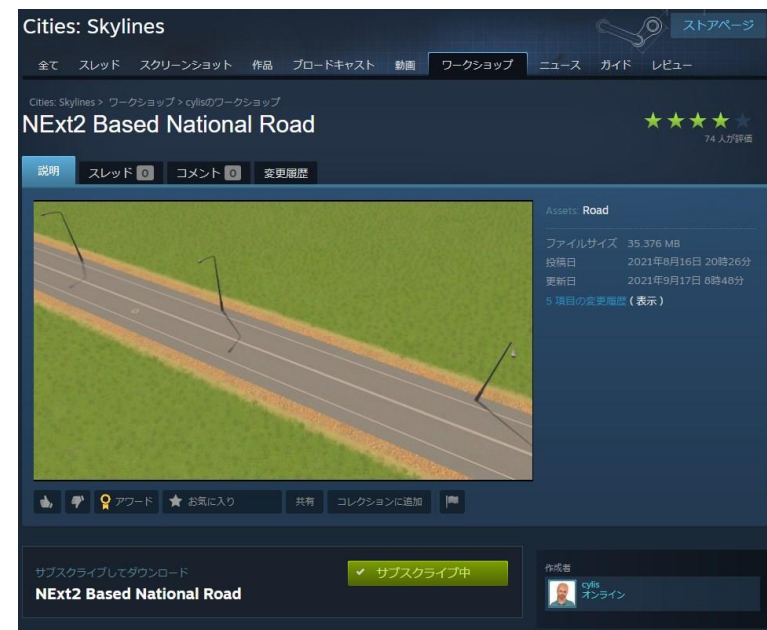 Cities: Skylines
ストアページ
全て スレッド スクリーンショット 作品 ブロードキャスト 動画 ワークショップ ニュース ガイド レビュー
Cities: Skylines > ワークショップ > cylisのワークショップ
NExt2 Based National Road
74 人が評価
説明 スレッド 0 コメント 0 変更履歴
Assets: Road
ファイルサイズ 35.376 MB
投稿日 2021年8月16日 20時26分
更新日 2021年9月17日 8時48分
5 項目の変更履歴 ( 表示 )
アワード お気に入り 共有 コレクションに追加
サブスクライブしてダウンロード
NExt2 Based National Road
サブスクライブ中
作成者
cylis
オンライン